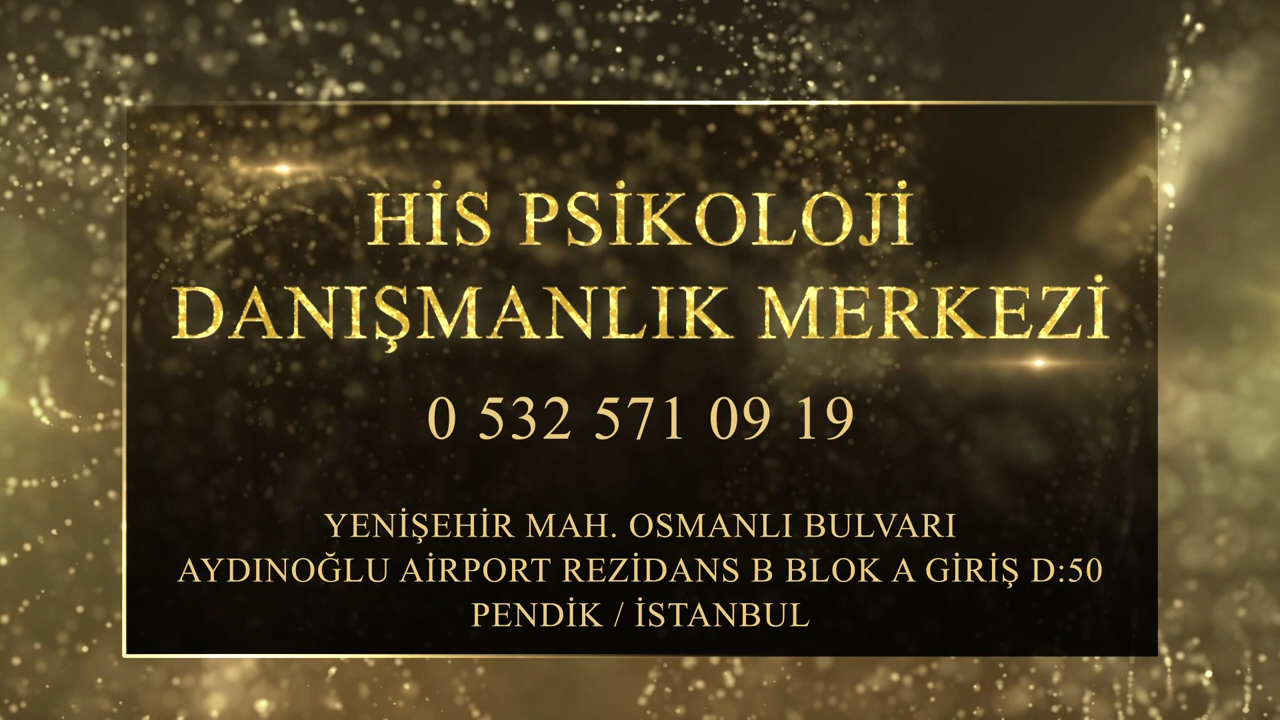 HİS PSİKOLOJİ
DANIŞMANLIK MERKEZİ
0 532 571 09 19
YENİŞEHİR MAH. OSMANLI BULVARI
AYDINOĞLU AİRPORT REZİDANS B BLOK A GİRİŞ D:50
PENDİK / İSTANBUL